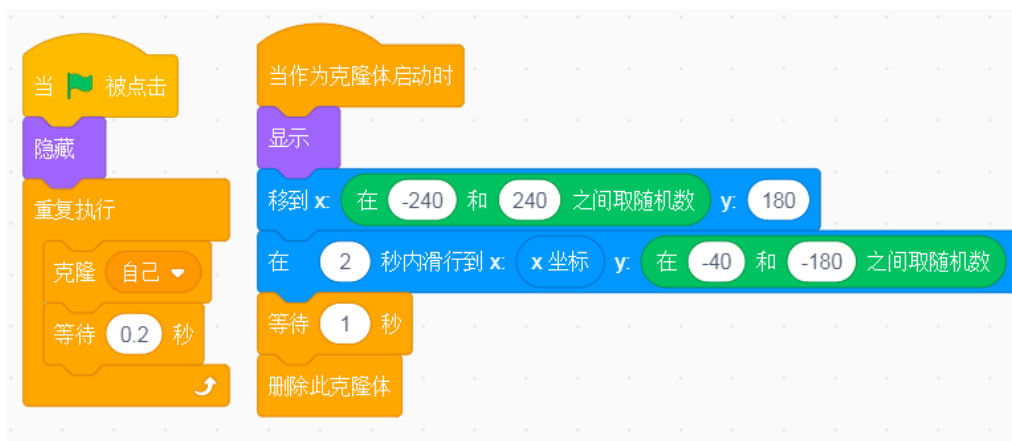 当 被点击
隐藏
重复执行
克隆 自己
等待 0.2 秒
当作为克隆体启动时
显示
移到 x: 在 -240 和 240 之间取随机数 y: 180
在 2 秒内滑行到 x: x 坐标 y: 在 -40 和 -180 之间取随机数
等待 1 秒
删除此克隆体